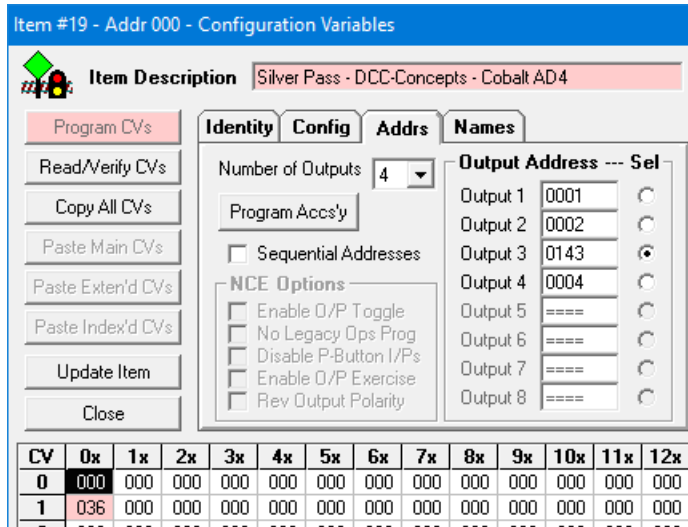 Item #19 - Addr 000 - Configuration Variables
Item Description Silver Pass - DCC-Concepts - Cobalt AD4
Program CVs
Read/Verify CVs
Copy All CVs
Paste Main CVs
Paste Exten'd CVs
Paste Index'd CVs
Update Item
Close
Identity Config Addrs Names
Number of Outputs 4
Program Accs'y
Sequential Addresses
NCE Options
Enable O/P Toggle
No Legacy Ops Prog
Disable P-Button I/Ps
Enable O/P Exercise
Rev Output Polarity
Output Address --- Sel
Output 1 0001
Output 2 0002
Output 3 0143
Output 4 0004
Output 5 ====
Output 6 ====
Output 7 ====
Output 8 ====
CV 0x 1x 2x 3x 4x 5x 6x 7x 8x 9x 10x 11x 12x
0 000 000 000 000 000 000 000 000 000 000 000 000 000
1 036 000 000 000 000 000 000 000 000 000 000 000 000